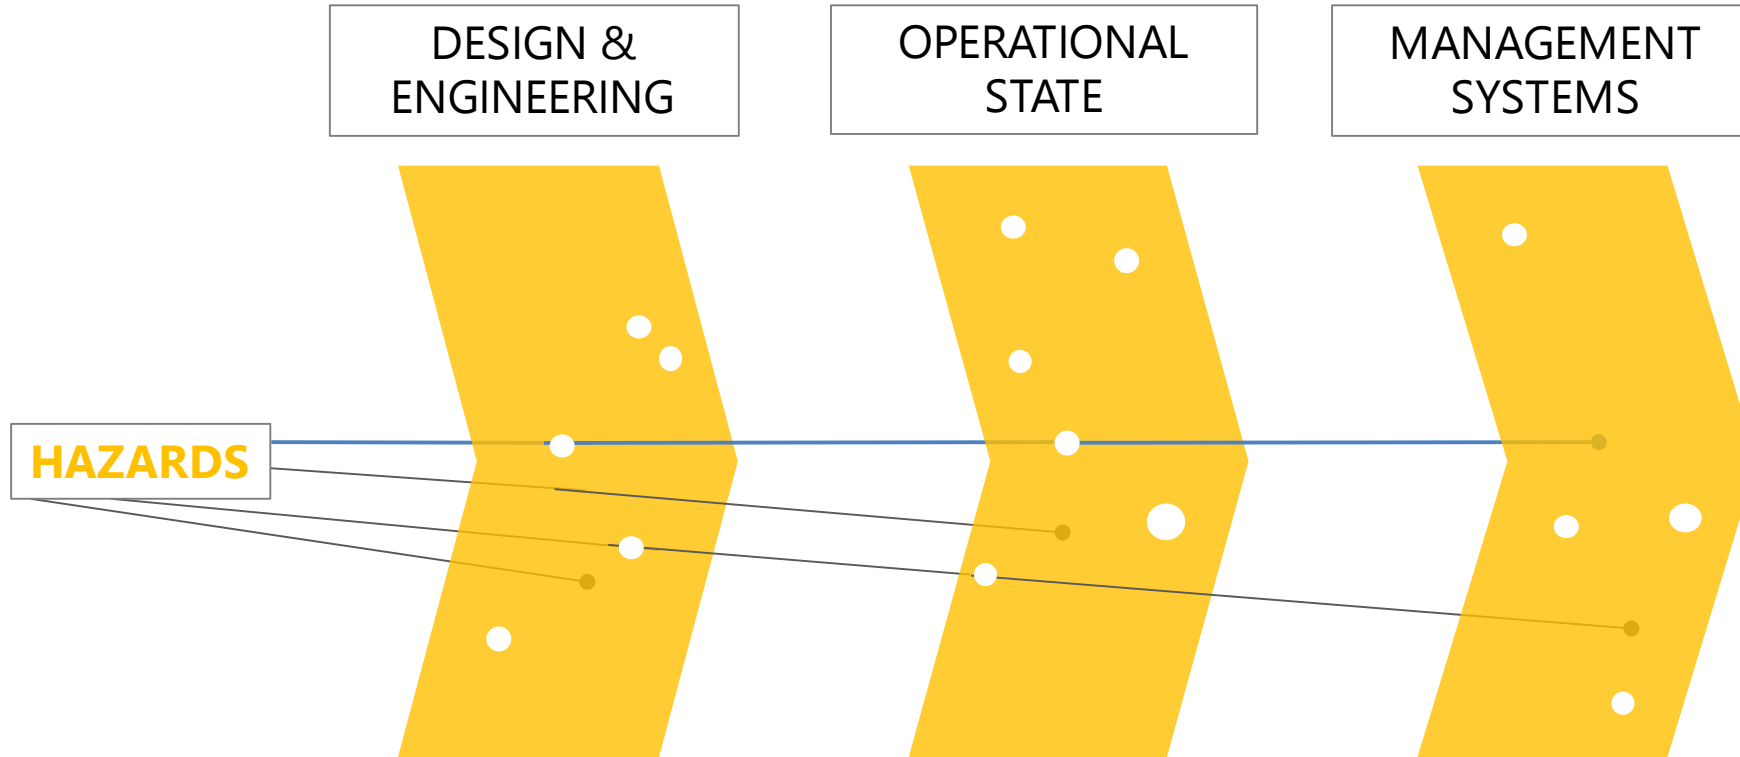 DESIGN &
ENGINEERING
OPERATIONAL
STATE
MANAGEMENT
SYSTEMS
HAZARDS